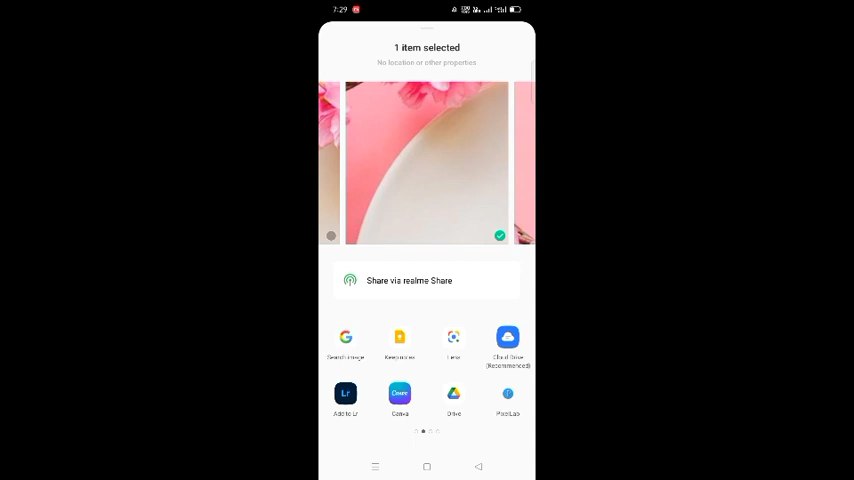 7:29
1 item selected
No location or other properties
Share via realme Share
Search image
Keep notes
Lens
Cloud Drive
(Recommended)
Lr
Add to Lr
Canva
Canva
Drive
PixelLab